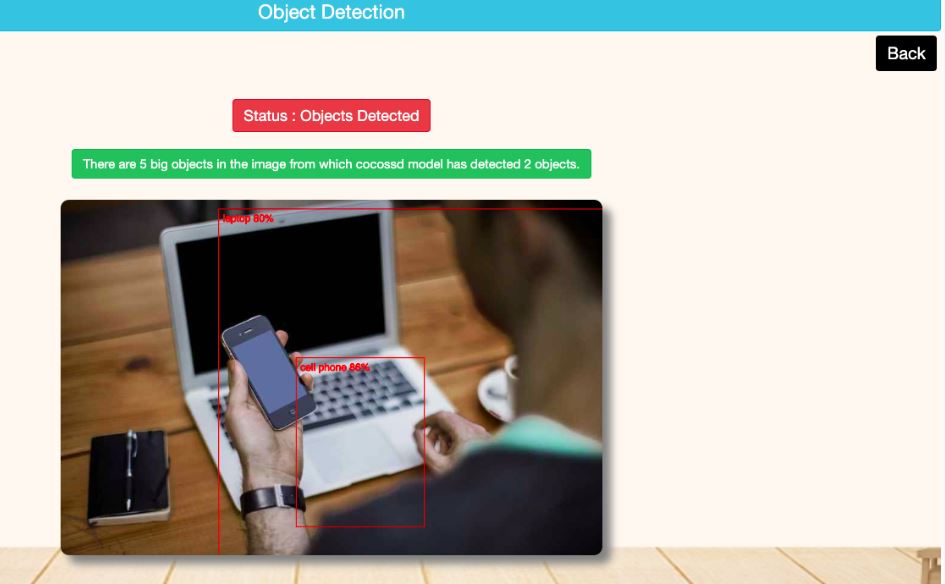 Object Detection
Back
Status : Objects Detected
There are 5 big objects in the image from which cocossd model has detected 2 objects.
laptop 80%
cell phone 86%